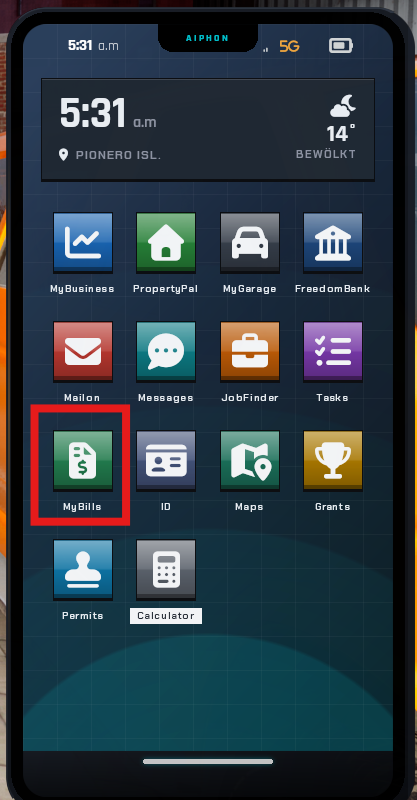 5:31 a.m
AIPHON
5G
5:31 a.m
14°
PIONERO ISL.
BEWÖLKT
MyBusiness
PropertyPal
MyGarage
FreedomBank
Mailon
Messages
JobFinder
Tasks
MyBills
ID
Maps
Grants
Permits
Calculator